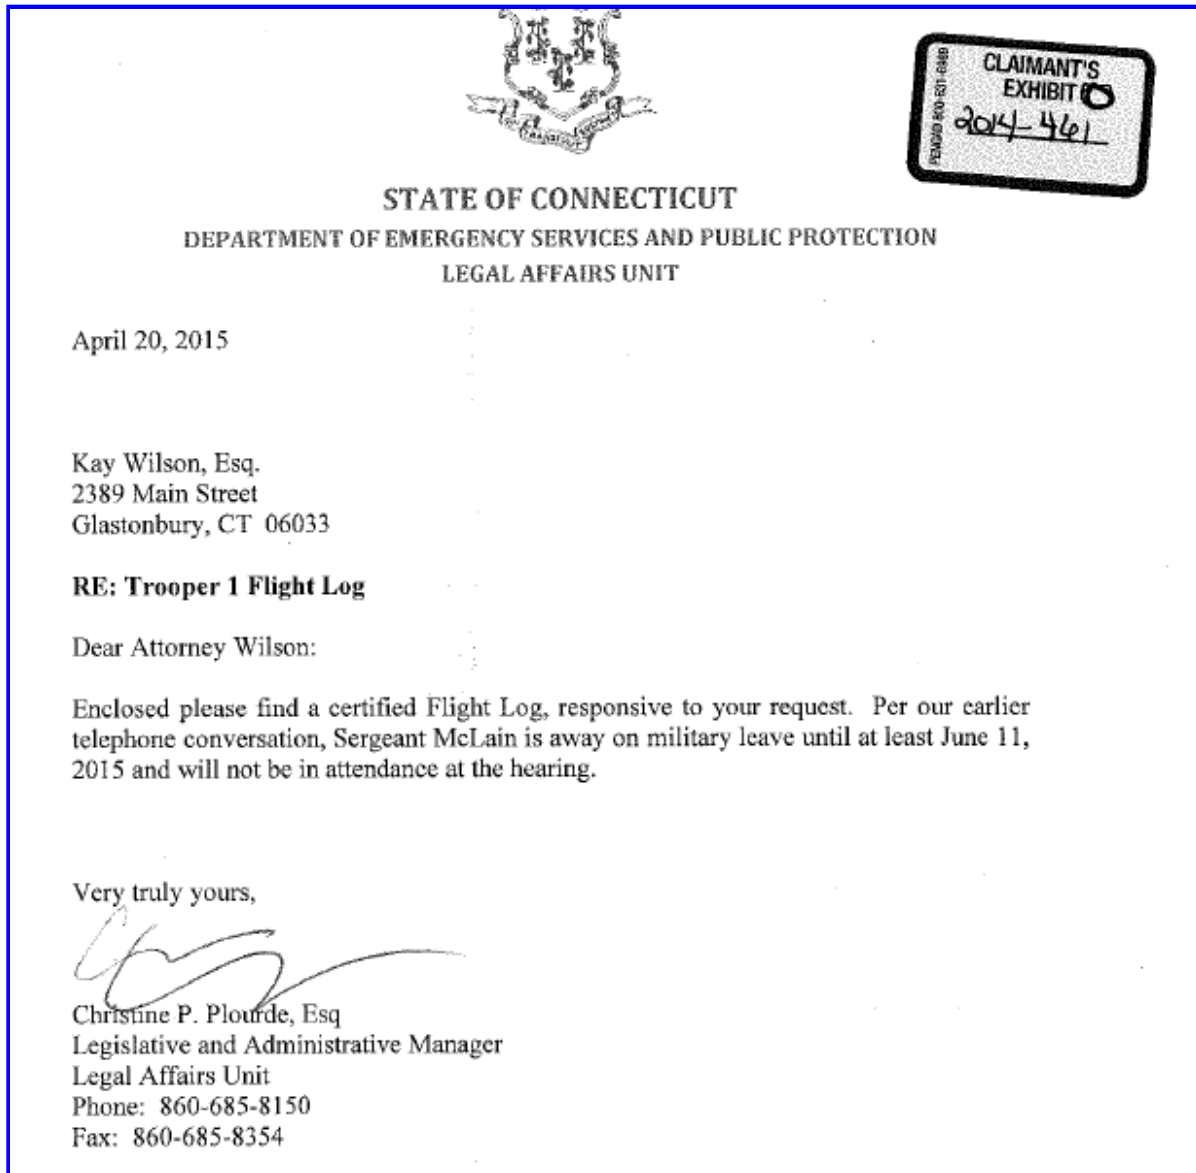 CLAIMANT'S
EXHIBIT
2014-461
STATE OF CONNECTICUT
DEPARTMENT OF EMERGENCY SERVICES AND PUBLIC PROTECTION
LEGAL AFFAIRS UNIT
April 20, 2015
Kay Wilson, Esq.
2389 Main Street
Glastonbury, CT  06033
RE: Trooper 1 Flight Log
Dear Attorney Wilson:
Enclosed please find a certified Flight Log, responsive to your request.  Per our earlier
telephone conversation, Sergeant McLain is away on military leave until at least June 11,
2015 and will not be in attendance at the hearing.
Very truly yours,
Christine P. Plourde, Esq
Legislative and Administrative Manager
Legal Affairs Unit
Phone:  860-685-8150
Fax:  860-685-8354